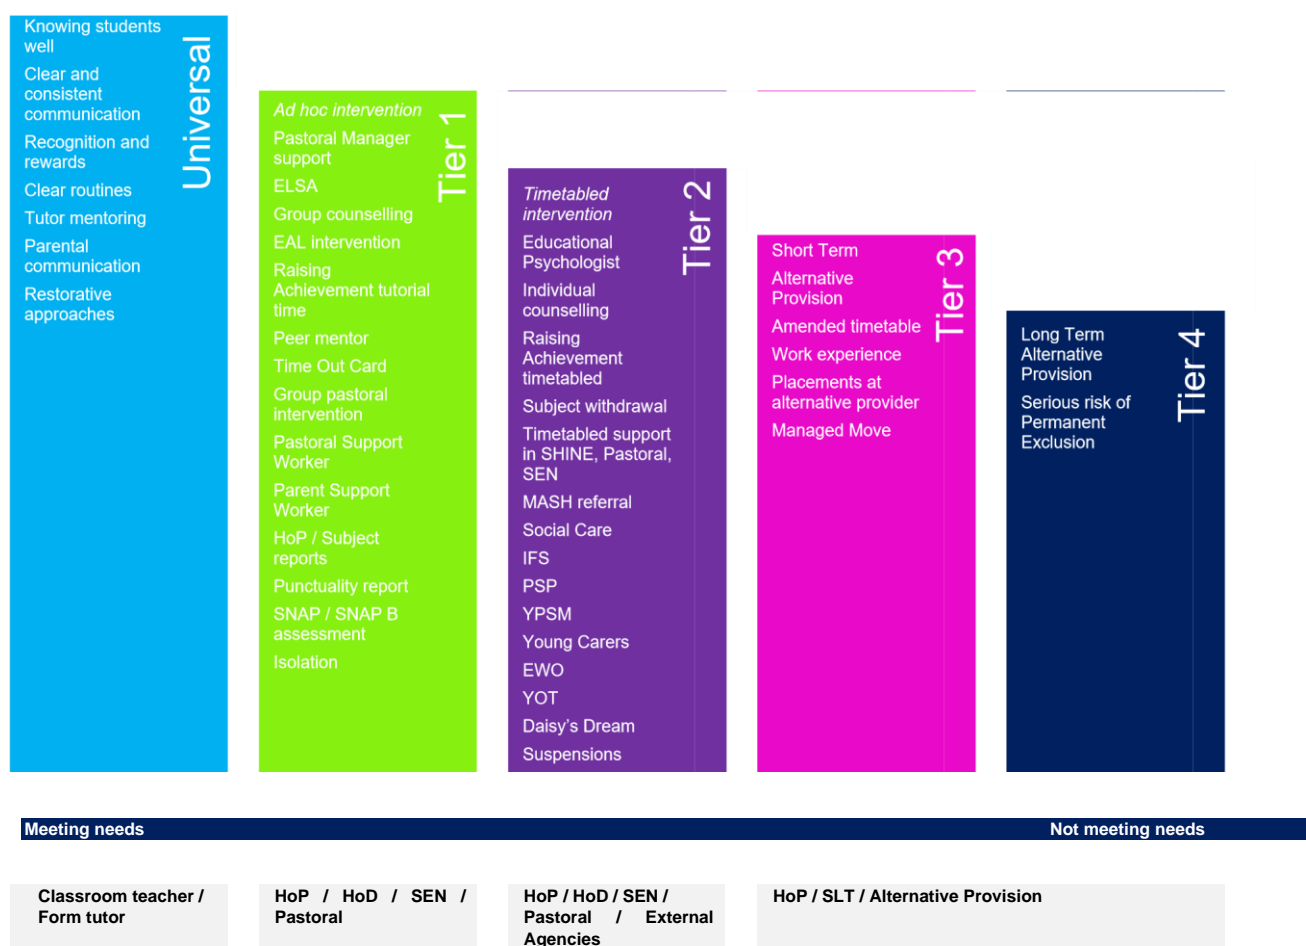 Universal
Knowing students
well
Clear and
consistent
communication
Recognition and
rewards
Clear routines
Tutor mentoring
Parental
communication
Restorative
approaches
Tier 1
Ad hoc intervention
Pastoral Manager
support
ELSA
Group counselling
EAL intervention
Raising
Achievement tutorial
time
Peer mentor
TIme Out Card
Group pastoral
intervention
Pastoral Support
Worker
Parent Support
Worker
HoP / Subject
reports
Punctuality report
SNAP / SNAP B
assessment
Isolation
Tier 2
Timetabled
intervention
Educational
Psychologist
Individual
counselling
Raising
Achievement
timetabled
Subject withdrawal
Timetabled support
in SHINE, Pastoral,
SEN
MASH referral
Social Care
IFS
PSP
YPSM
Young Carers
EWO
YOT
Daisy's Dream
Suspensions
Tier 3
Short Term
Alternative
Provision
Amended timetable
Work experience
Placements at
alternative provider
Managed Move
Tier 4
Long Term
Alternative
Provision
Serious risk of
Permanent
Exclusion
Meeting needs
Not meeting needs
Classroom teacher /
Form tutor
HoP / HoD / SEN /
Pastoral
HoP / HoD / SEN /
Pastoral / External
Agencies
HoP / SLT / Alternative Provision